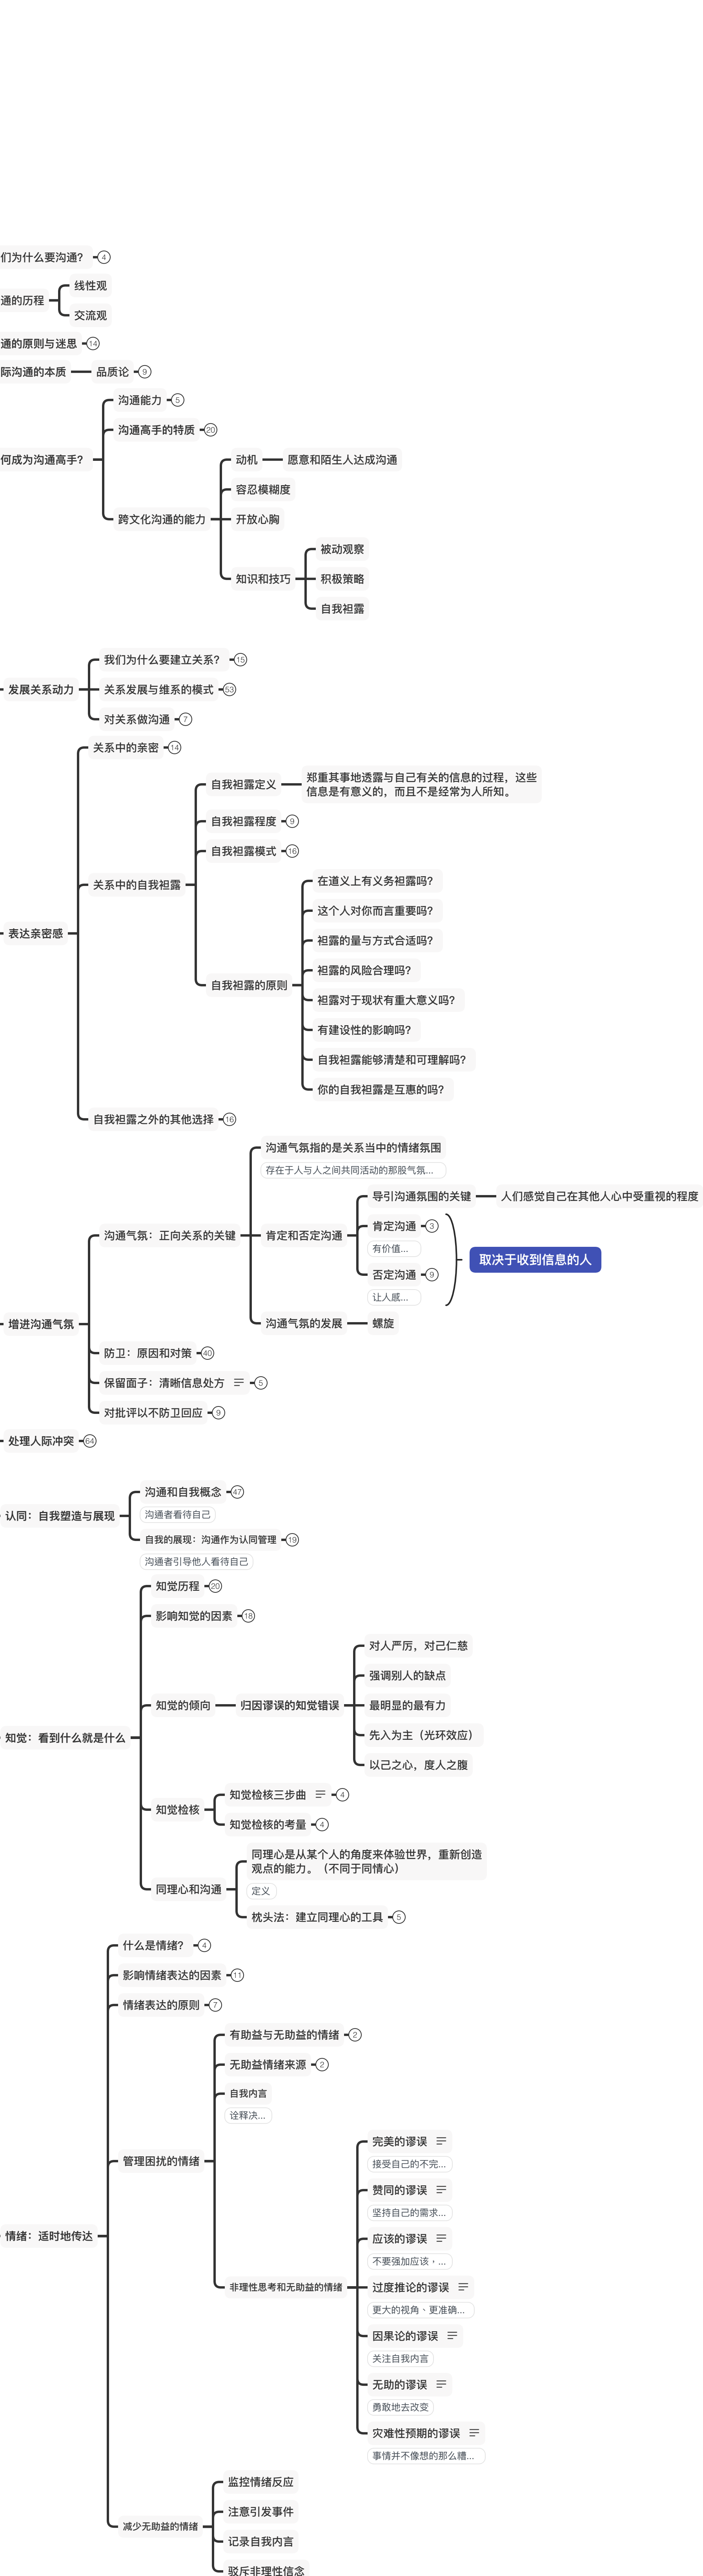 们为什么要沟通？ 4
通的历程
线性观
交流观
通的原则与迷思 14
际沟通的本质
品质论 9
何成为沟通高手？
沟通能力 5
沟通高手的特质 20
跨文化沟通的能力
动机
愿意和陌生人达成沟通
容忍模糊度
开放心胸
知识和技巧
被动观察
积极策略
自我袒露
发展关系动力
我们为什么要建立关系？ 15
关系发展与维系的模式 53
对关系做沟通 7
表达亲密感
关系中的亲密 14
关系中的自我袒露
自我袒露定义
郑重其事地透露与自己有关的信息的过程，这些
信息是有意义的，而且不是经常为人所知。
自我袒露程度 9
自我袒露模式 16
自我袒露的原则
在道义上有义务袒露吗？
这个人对你而言重要吗？
袒露的量与方式合适吗？
袒露的风险合理吗？
袒露对于现状有重大意义吗？
有建设性的影响吗？
自我袒露能够清楚和可理解吗？
你的自我袒露是互惠的吗？
自我袒露之外的其他选择 16
增进沟通气氛
沟通气氛：正向关系的关键
沟通气氛指的是关系当中的情绪氛围
存在于人与人之间共同活动的那股气氛...
肯定和否定沟通
导引沟通氛围的关键
人们感觉自己在其他人心中受重视的程度
肯定沟通 3
有价值...
否定沟通 9
让人感...
取决于收到信息的人
沟通气氛的发展
螺旋
防卫：原因和对策 40
保留面子：清晰信息处方 5
对批评以不防卫回应 9
处理人际冲突 64
认同：自我塑造与展现
沟通和自我概念 47
沟通者看待自己
自我的展现：沟通作为认同管理 19
沟通者引导他人看待自己
知觉：看到什么就是什么
知觉历程 20
影响知觉的因素 18
知觉的倾向
归因谬误的知觉错误
对人严厉，对己仁慈
强调别人的缺点
最明显的最有力
先入为主（光环效应）
以己之心，度人之腹
知觉检核
知觉检核三步曲 4
知觉检核的考量 4
同理心和沟通
同理心是从某个人的角度来体验世界，重新创造
观点的能力。（不同于同情心）
定义
枕头法：建立同理心的工具 5
情绪：适时地传达
什么是情绪？ 4
影响情绪表达的因素 11
情绪表达的原则 7
管理困扰的情绪
有助益与无助益的情绪 2
无助益情绪来源 2
自我内言
诠释决...
非理性思考和无助益的情绪
完美的谬误
接受自己的不完...
赞同的谬误
坚持自己的需求...
应该的谬误
不要强加应该，...
过度推论的谬误
更大的视角、更准确...
因果论的谬误
关注自我内言
无助的谬误
勇敢地去改变
灾难性预期的谬误
事情并不像想的那么糟...
减少无助益的情绪
监控情绪反应
注意引发事件
记录自我内言
驳斥非理性信念